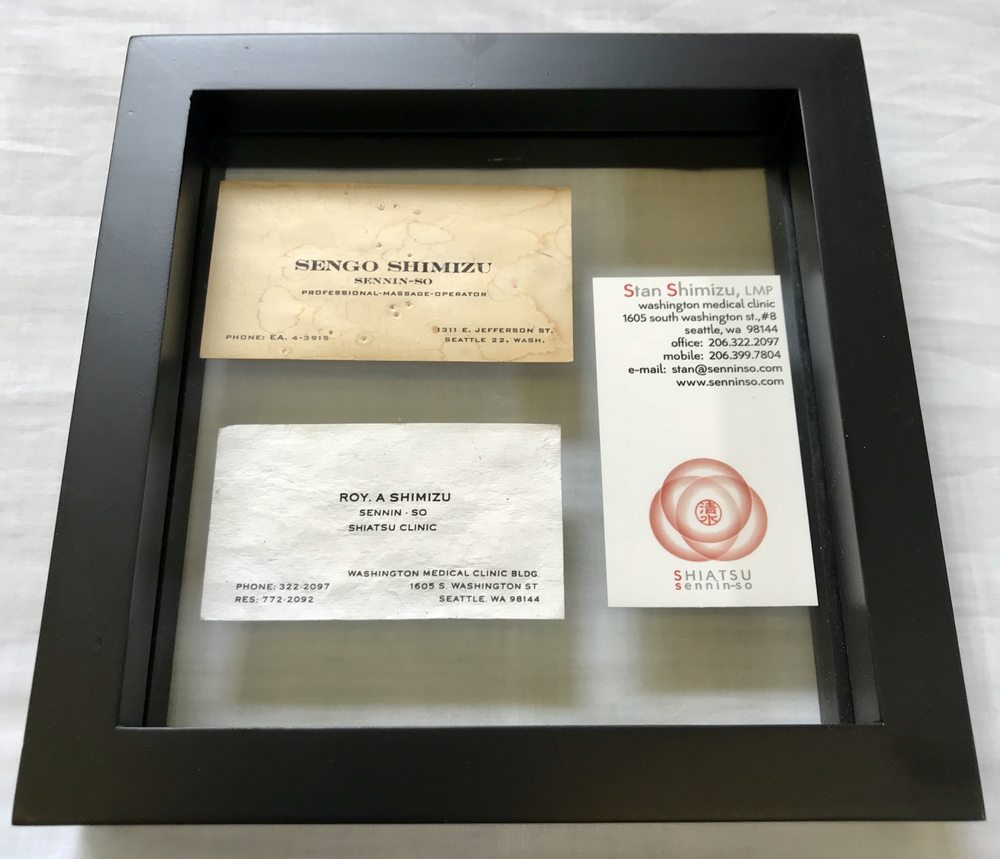 SENGO SHIMIZU
SENNIN-SO
PROFESSIONAL-MASSAGE-OPERATOR
PHONE: EA. 4-3915
1311 E. JEFFERSON ST.
SEATTLE 22, WASH.
ROY. A SHIMIZU
SENNIN - SO
SHIATSU CLINIC
WASHINGTON MEDICAL CLINIC BLDG.
PHONE: 322-2097 1605 S. WASHINGTON ST.
RES: 772-2092 SEATTLE. WA 98144
Stan Shimizu, LMP
washington medical clinic
1605 south washington st.,#8
seattle, wa 98144
office: 206.322.2097
mobile: 206.399.7804
e-mail: stan@senninso.com
www.senninso.com
清水
SHIATSU
sennin-so